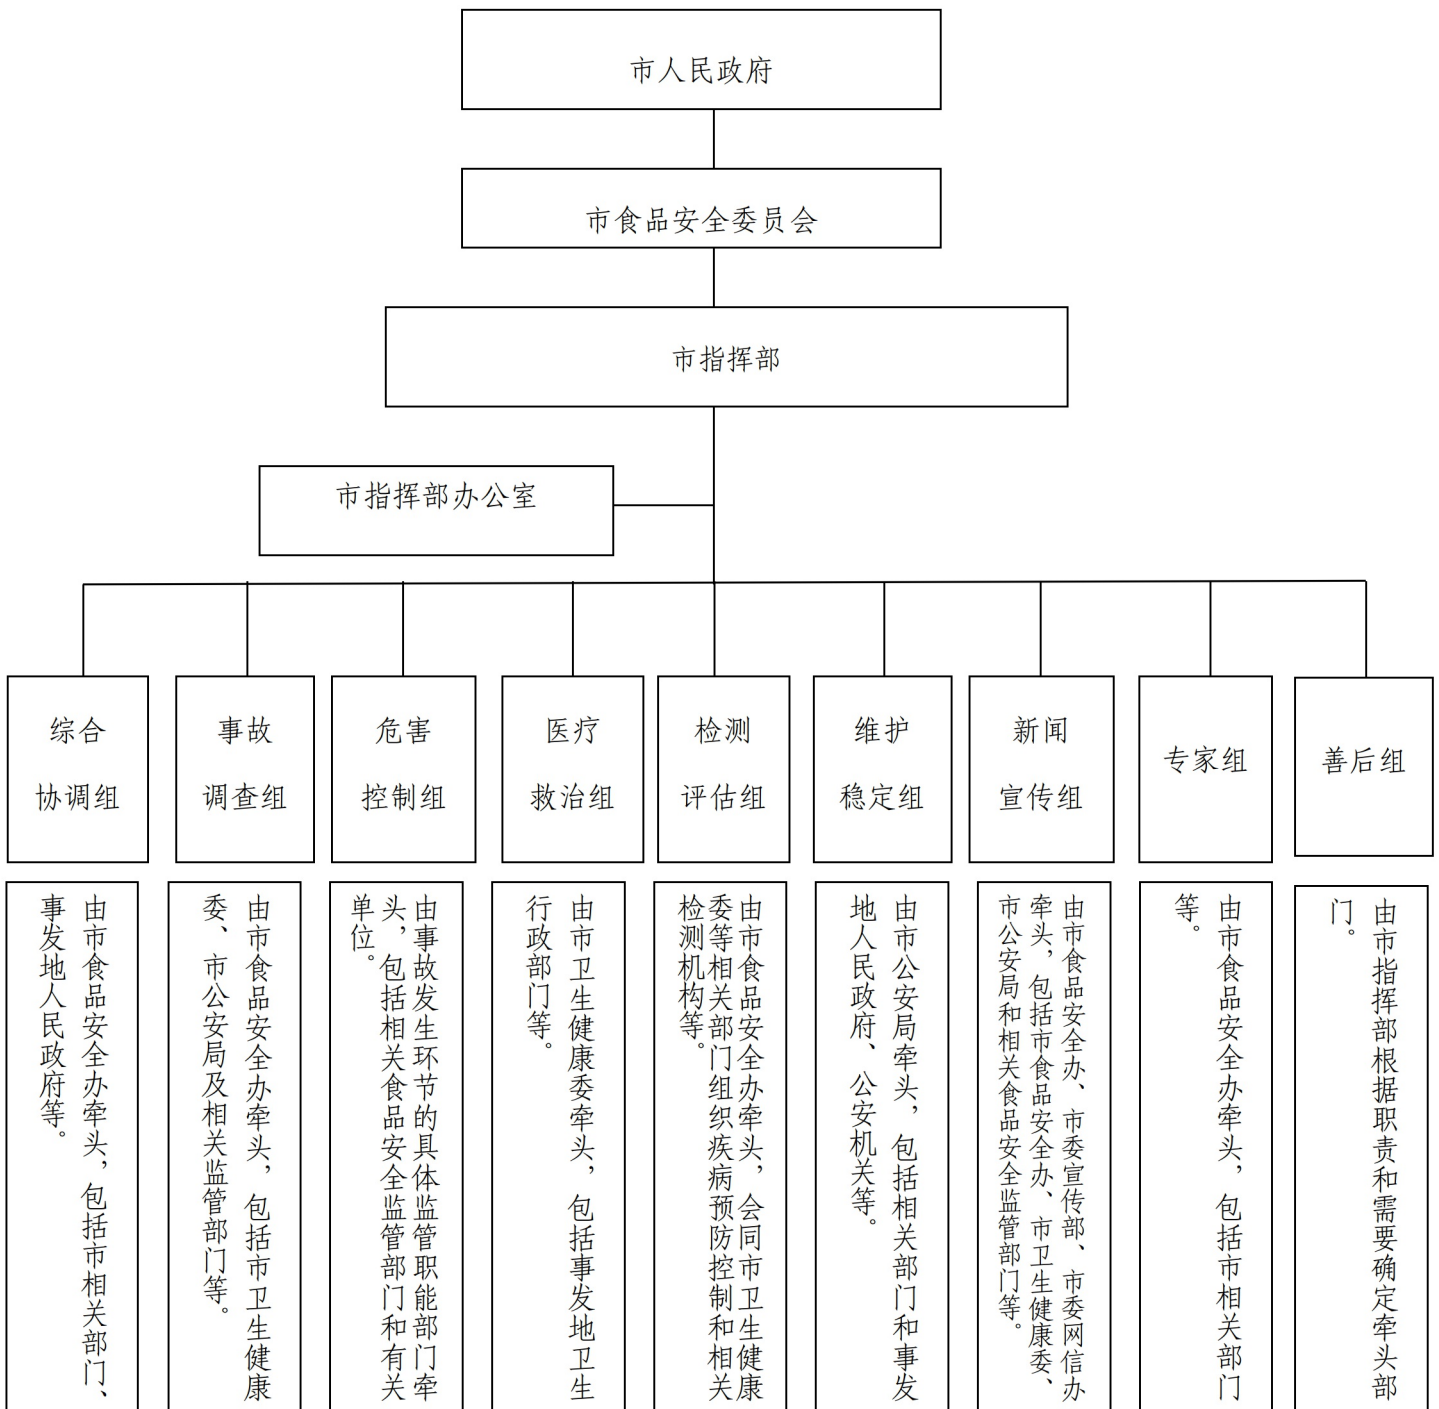 市人民政府
市食品安全委员会
市指挥部
市指挥部办公室
综合
协调组
事故
调查组
危害
控制组
医疗
救治组
检测
评估组
维护
稳定组
新闻
宣传组
专家组
善后组
由市食品安全办牵头，包括市相关部门、
事发地人民政府等。
由市食品安全办牵头，包括市卫生健康
委、市公安局及相关监管部门等。
由事故发生环节的具体监管职能部门牵
头，包括相关食品安全监管部门和有关
单位。
由市卫生健康委牵头，包括事发地卫生
行政部门等。
由市食品安全办牵头，会同市卫生健康
委等相关部门组织疾病预防控制和相关
检测机构等。
由市公安局牵头，包括相关部门和事发
地人民政府、公安机关等。
由市食品安全办、市委宣传部、市委网信办
牵头，包括市食品安全办、市卫生健康委、
市公安局和相关食品安全监管部门等。
由市食品安全办牵头，包括市相关部门
等。
由市指挥部根据职责和需要确定牵头部
门。